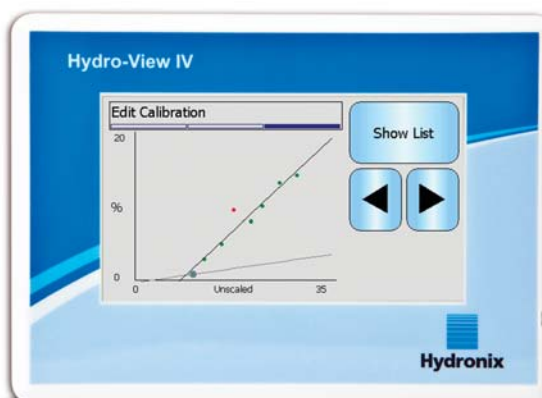 Hydro-View IV
Edit Calibration
Show List
20
%
0
0
Unscaled
35
Hydronix